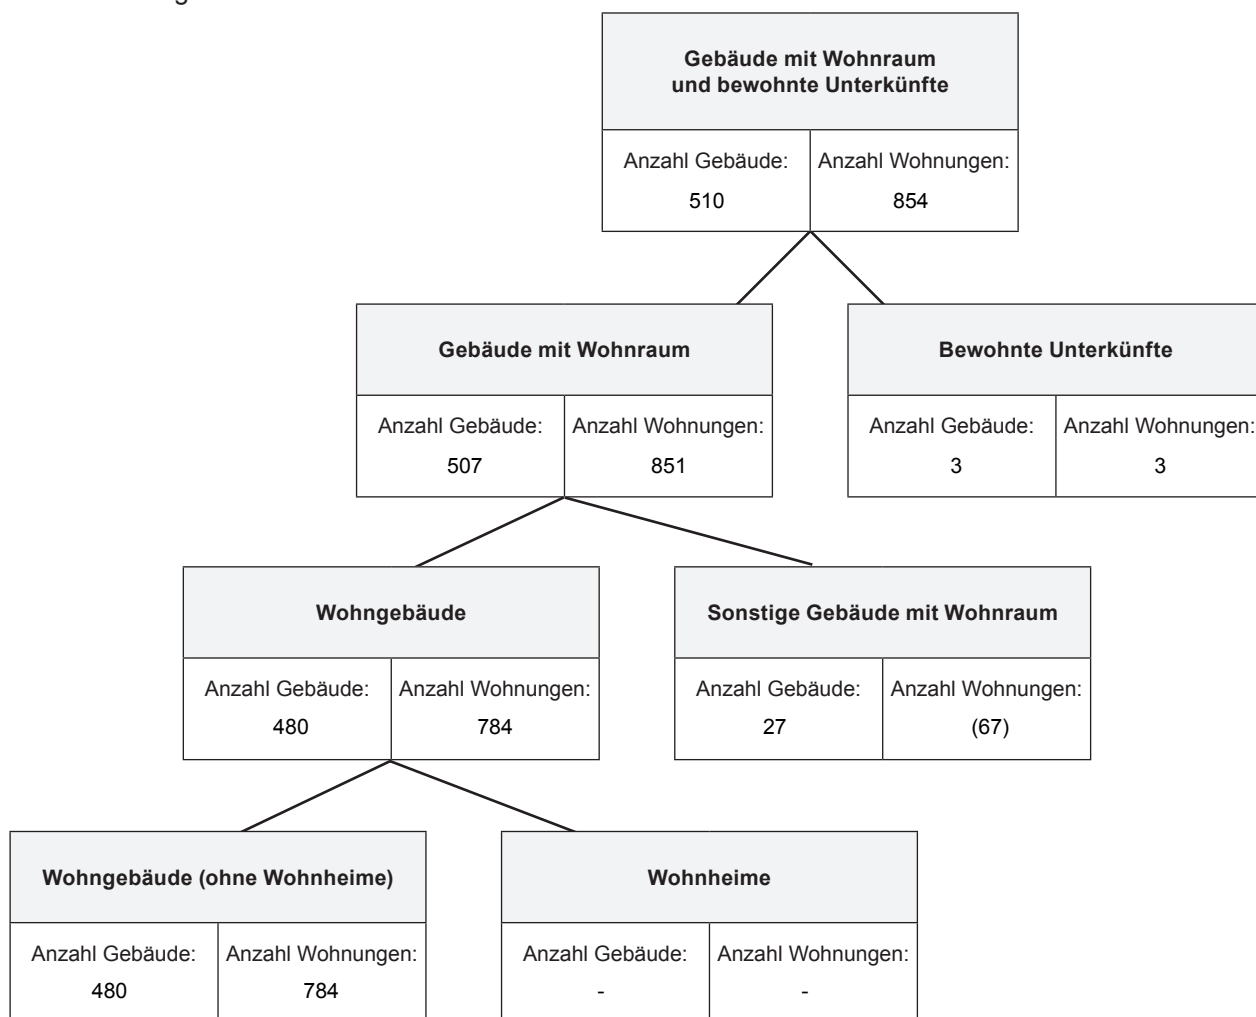 Gebäude mit Wohnraum
und bewohnte Unterkünfte
Anzahl Gebäude: Anzahl Wohnungen:
510 854
Gebäude mit Wohnraum
Bewohnte Unterkünfte
Anzahl Gebäude: Anzahl Wohnungen:
507 851
Anzahl Gebäude: Anzahl Wohnungen:
3 3
Wohngebäude
Sonstige Gebäude mit Wohnraum
Anzahl Gebäude: Anzahl Wohnungen:
480 784
Anzahl Gebäude: Anzahl Wohnungen:
27 (67)
Wohngebäude (ohne Wohnheime)
Wohnheime
Anzahl Gebäude: Anzahl Wohnungen:
480 784
Anzahl Gebäude: Anzahl Wohnungen:
- -